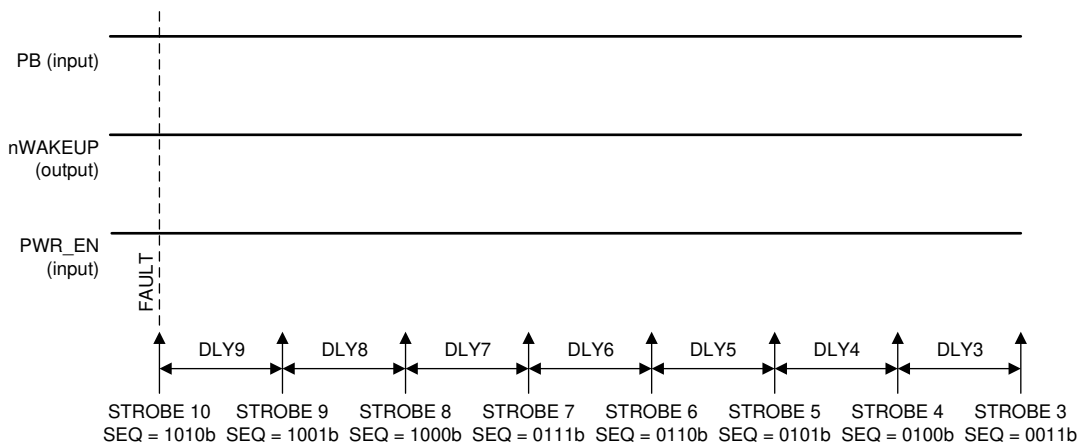 PB (input)
nWAKEUP
(output)
PWR_EN
(input)
FAULT
DLY9 DLY8 DLY7 DLY6 DLY5 DLY4 DLY3
STROBE 10 STROBE 9 STROBE 8 STROBE 7 STROBE 6 STROBE 5 STROBE 4 STROBE 3
SEQ = 1010b SEQ = 1001b SEQ = 1000b SEQ = 0111b SEQ = 0110b SEQ = 0101b SEQ = 0100b SEQ = 0011b